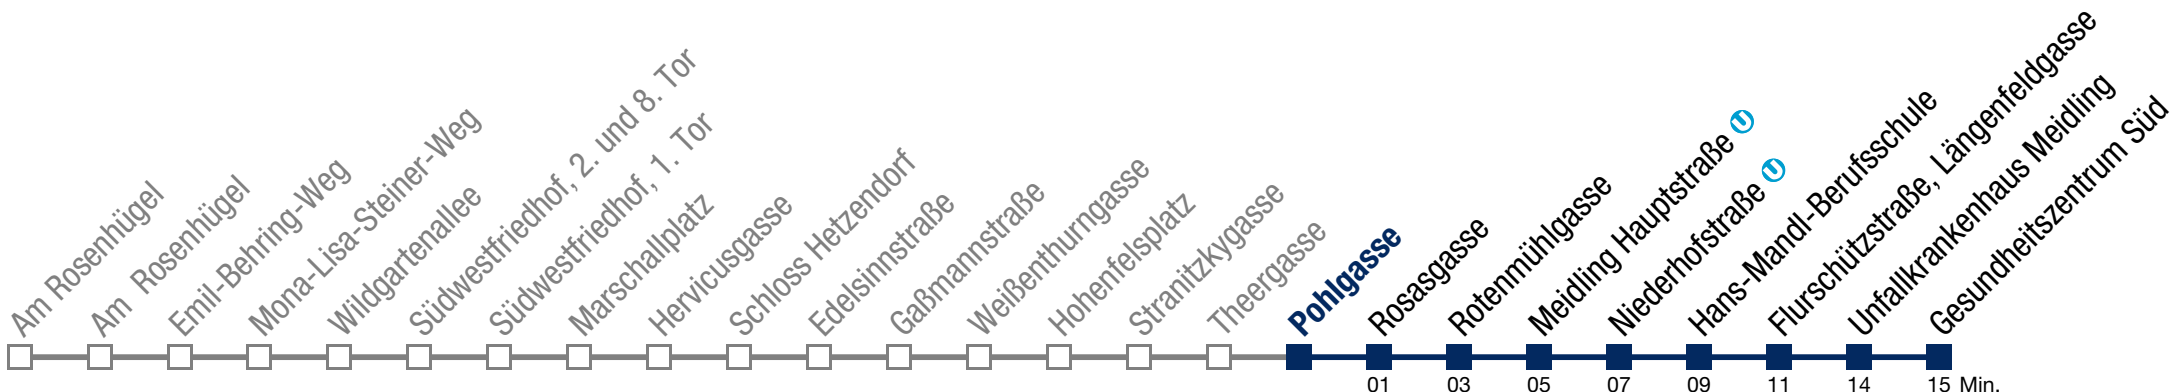 Am Rosenhügel
Am  Rosenhügel
Emil-Behring-Weg
Mona-Lisa-Steiner-Weg
Wildgartenallee
Südwestfriedhof, 2. und 8. Tor
Südwestfriedhof, 1. Tor
Marschallplatz
Hervicusgasse
Schloss Hetzendorf
Edelsinnstraße
Gaßmannstraße
Weißenthurngasse
Hohenfelsplatz
Stranitzkygasse
Theergasse
Pohlgasse
Rosasgasse
Rotenmühlgasse
Meidling Hauptstraße U
Niederhofstraße U
Hans-Mandl-Berufsschule
Flurschützstraße, Längenfeldgasse
Unfallkrankenhaus Meidling
Gesundheitszentrum Süd
01 03 05 07 09 11 14 15 Min.